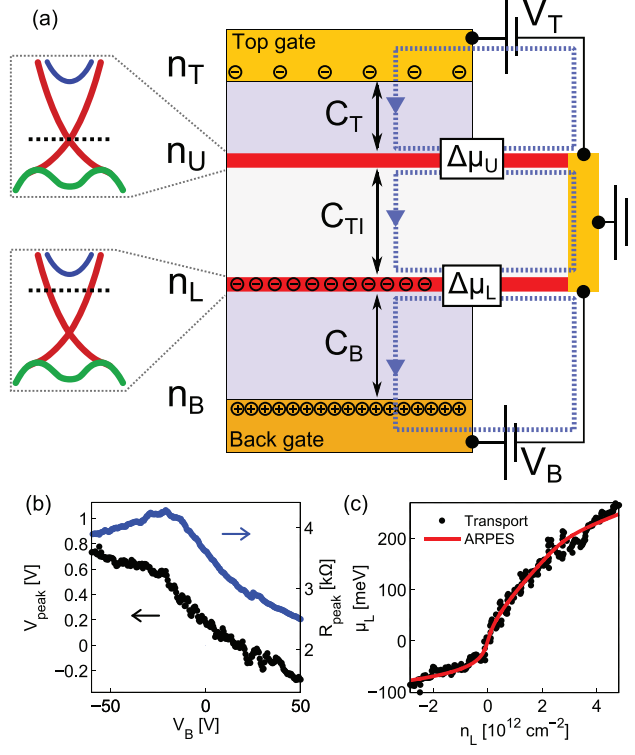 (a)
Top gate
V_T
n_T
⊖ ⊖ ⊖ ⊖ ⊖ ⊖
C_T
n_U
Δμ_U
C_TI
n_L
⊖ ⊖ ⊖ ⊖ ⊖ ⊖ ⊖ ⊖ ⊖ ⊖
Δμ_L
C_B
n_B
⊕⊕⊕⊕⊕⊕⊕⊕⊕⊕⊕⊕⊕⊕⊕⊕
Back gate
V_B
(b)
1
0.8
0.6
0.4
0.2
0
−0.2
V_peak [V]
4
3
2
R_peak [kΩ]
−50
0
50
V_B [V]
(c)
Transport
ARPES
200
100
0
−100
μ_L [meV]
−2
0
2
4
n_L [10^12 cm^−2]